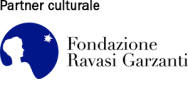 Partner culturale
Fondazione
Ravasi Garzanti